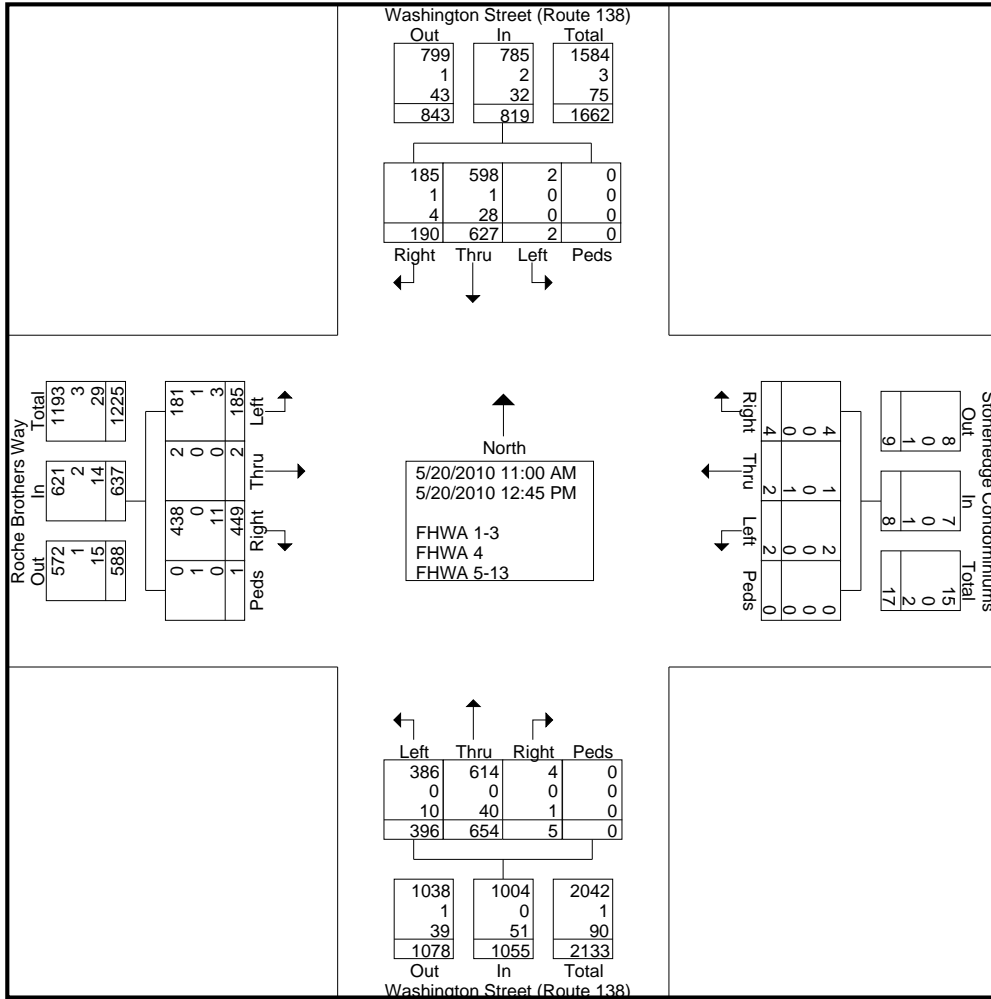 Washington Street (Route 138)
Out In Total
799 785 1584
1 2 3
43 32 75
843 819 1662
185 598 2 0
1 1 0 0
4 28 0 0
190 627 2 0
Right Thru Left Peds
Roche Brothers Way
Total In Out
1193 621 572
3 2 1
29 14 15
1225 637 588
181 2 438 0
1 0 0 1
3 0 11 0
185 2 449 1
Left Thru Right Peds
North
5/20/2010 11:00 AM
5/20/2010 12:45 PM
FHWA 1-3
FHWA 4
FHWA 5-13
Right Thru Left Peds
4 1 2 0
0 0 0 0
0 1 0 0
4 2 2 0
Stonehedge Condominiums
Out In Total
8 7 15
0 0 0
1 1 2
9 8 17
Left Thru Right Peds
386 614 4 0
0 0 0 0
10 40 1 0
396 654 5 0
1038 1004 2042
1 0 1
39 51 90
1078 1055 2133
Out In Total
Washington Street (Route 138)